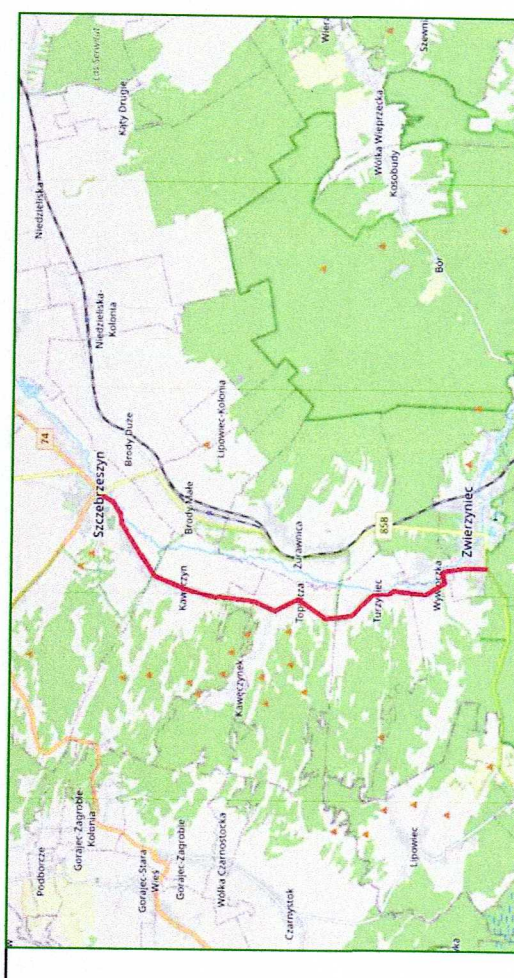 Podborcze
Gorajec-Zagroble
Kolonia
Gorajec-Stara
Wieś
Gorajec-Zagroble
Wólka Czarnostocka
Czarnystok
Lipowiec
Kawęczynek
Szczebrzeszyn
74
Kawęczyn
Topólcza
Turzyniec
Wywłoczka
Żurawnica
858
Zwierzyniec
Brody Małe
Brody Duże
Lipowiec-Kolonia
Niedzieliska-
Kolonia
Niedzieliska
Las Serwitut
Kąty Drugie
Wólka Wieprzecka
Kosobudy
Bór